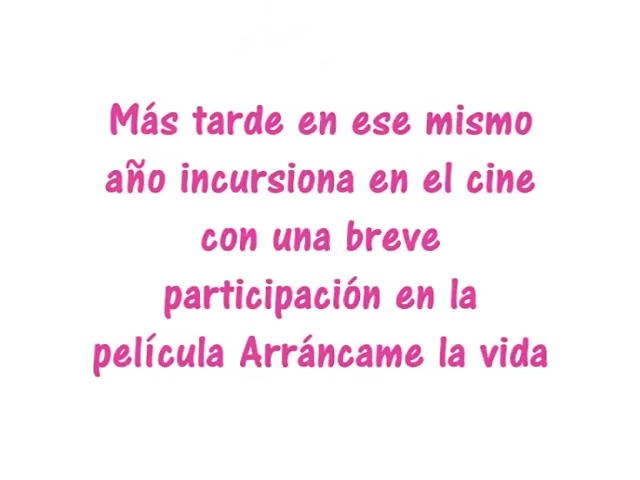 Más tarde en ese mismo
año incursiona en el cine
con una breve
participación en la
película Arráncame la vida